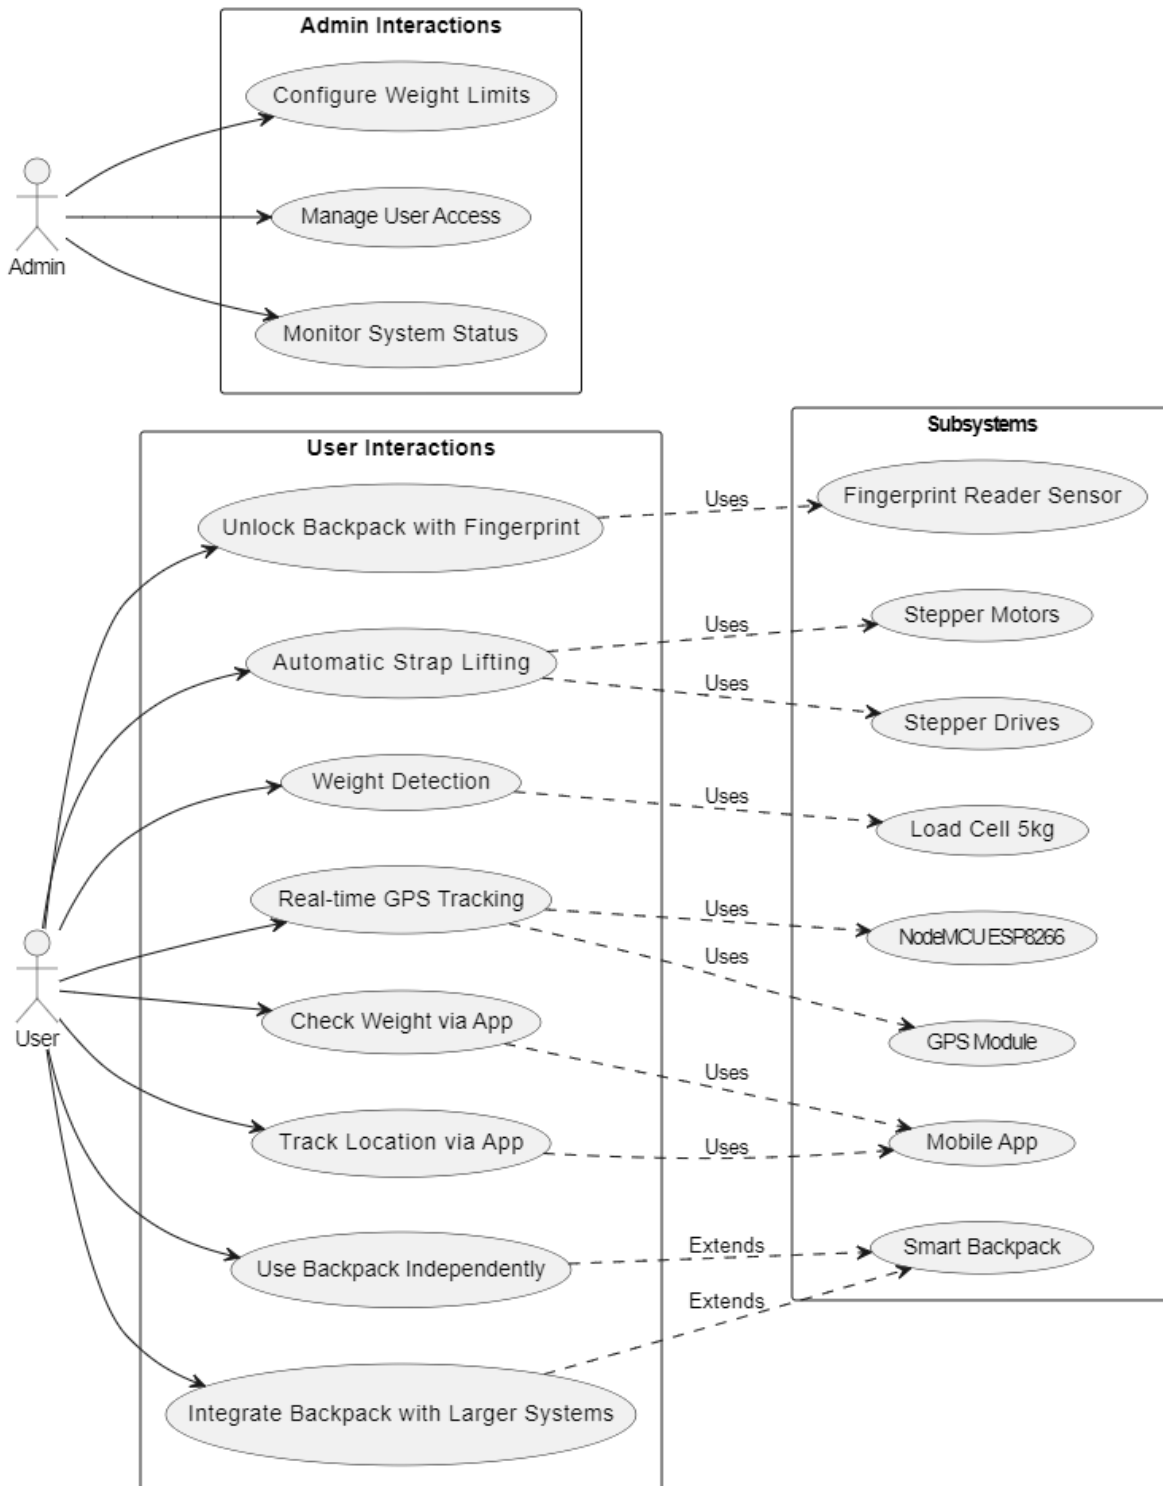 Admin Interactions
Configure Weight Limits
Manage User Access
Admin
Monitor System Status
Subsystems
User Interactions
Uses
Fingerprint Reader Sensor
Unlock Backpack with Fingerprint
Uses
Stepper Motors
Automatic Strap Lifting
Uses
Stepper Drives
Weight Detection
Uses
Load Cell 5kg
Real-time GPS Tracking
Uses
NodeMCU ESP8266
Uses
User
Check Weight via App
GPS Module
Uses
Track Location via App
Uses
Mobile App
Extends
Smart Backpack
Use Backpack Independently
Extends
Integrate Backpack with Larger Systems